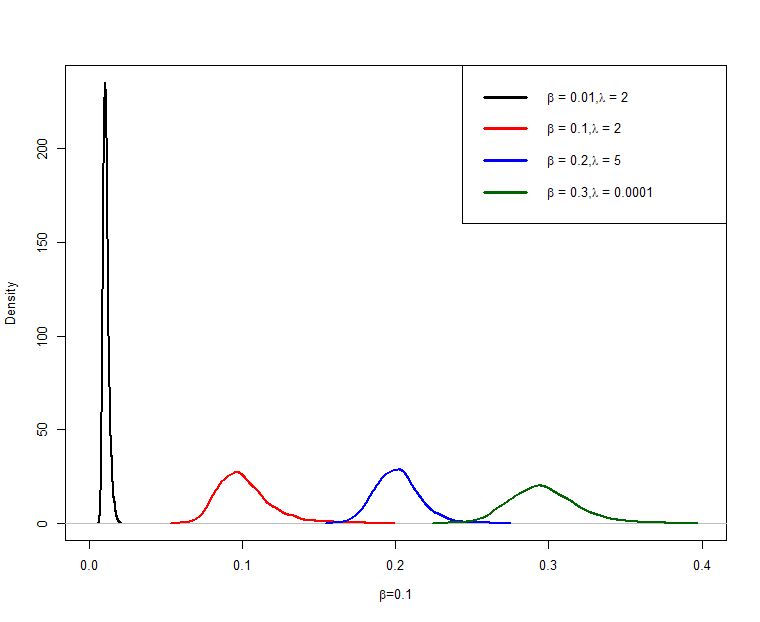 β = 0.01,λ = 2
β = 0.1,λ = 2
β = 0.2,λ = 5
β = 0.3,λ = 0.0001
Density
200
150
100
50
0
0.0 0.1 0.2 0.3 0.4
β=0.1